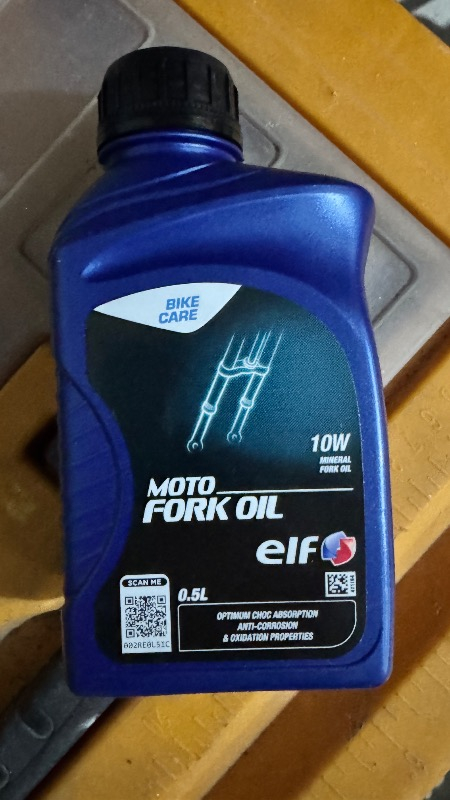 BIKE
CARE
10W
MINERAL
FORK OIL
MOTO
FORK OIL
elf
SCAN ME
0.5L
OPTIMUM CHOC ABSORPTION
ANTI-CORROSION
& OXIDATION PROPERTIES